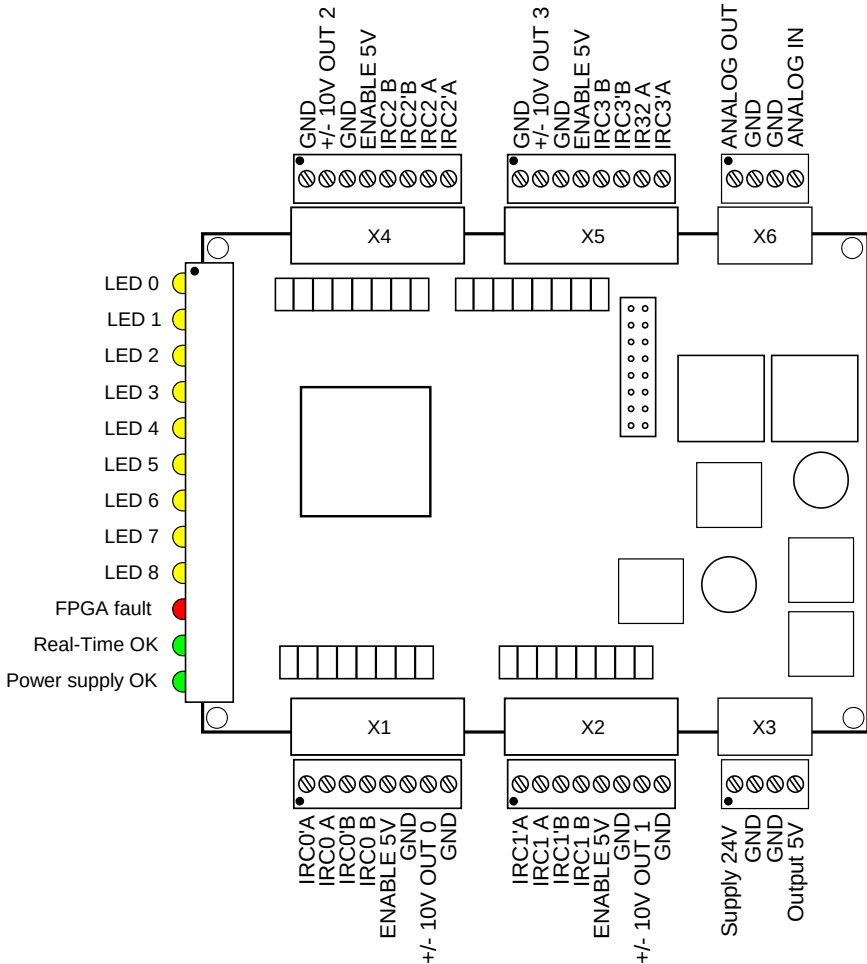 GND
+/- 10V OUT 2
GND
ENABLE 5V
IRC2 B
IRC2'B
IRC2 A
IRC2'A
GND
+/- 10V OUT 3
GND
ENABLE 5V
IRC3 B
IRC3'B
IR32 A
IRC3'A
ANALOG OUT
GND
GND
ANALOG IN
X4
X5
X6
LED 0
LED 1
LED 2
LED 3
LED 4
LED 5
LED 6
LED 7
LED 8
FPGA fault
Real-Time OK
Power supply OK
X1
X2
X3
IRC0'A
IRC0 A
IRC0'B
IRC0 B
ENABLE 5V
GND
+/- 10V OUT 0
GND
IRC1'A
IRC1 A
IRC1'B
IRC1 B
ENABLE 5V
GND
+/- 10V OUT 1
GND
Supply 24V
GND
GND
Output 5V